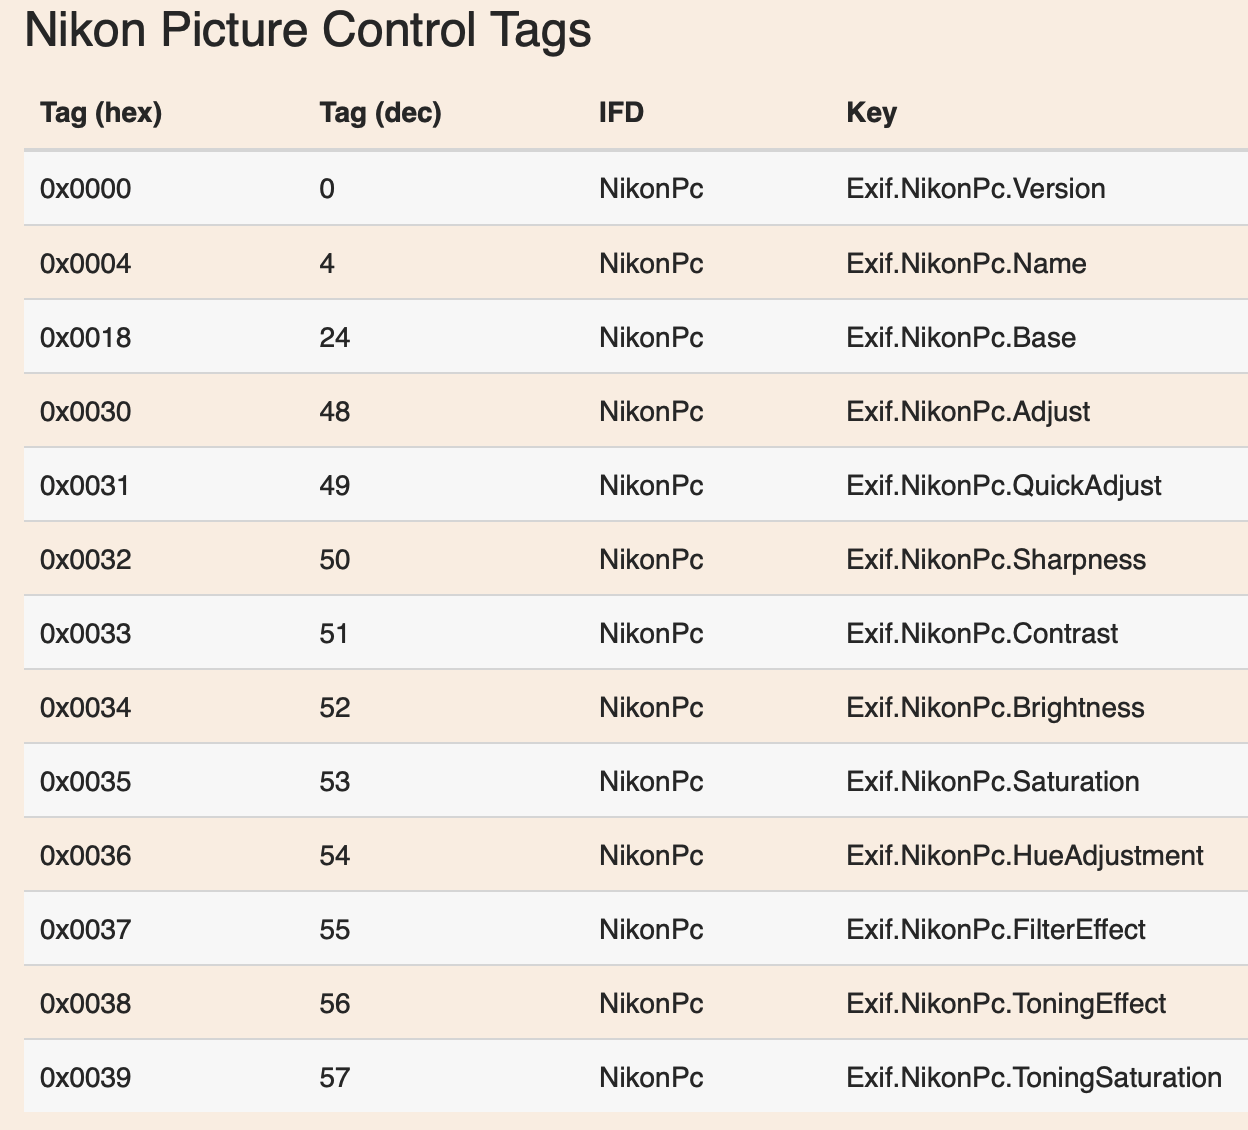 Nikon Picture Control Tags
Tag (hex) Tag (dec) IFD Key
0x0000 0 NikonPc Exif.NikonPc.Version
0x0004 4 NikonPc Exif.NikonPc.Name
0x0018 24 NikonPc Exif.NikonPc.Base
0x0030 48 NikonPc Exif.NikonPc.Adjust
0x0031 49 NikonPc Exif.NikonPc.QuickAdjust
0x0032 50 NikonPc Exif.NikonPc.Sharpness
0x0033 51 NikonPc Exif.NikonPc.Contrast
0x0034 52 NikonPc Exif.NikonPc.Brightness
0x0035 53 NikonPc Exif.NikonPc.Saturation
0x0036 54 NikonPc Exif.NikonPc.HueAdjustment
0x0037 55 NikonPc Exif.NikonPc.FilterEffect
0x0038 56 NikonPc Exif.NikonPc.ToningEffect
0x0039 57 NikonPc Exif.NikonPc.ToningSaturation